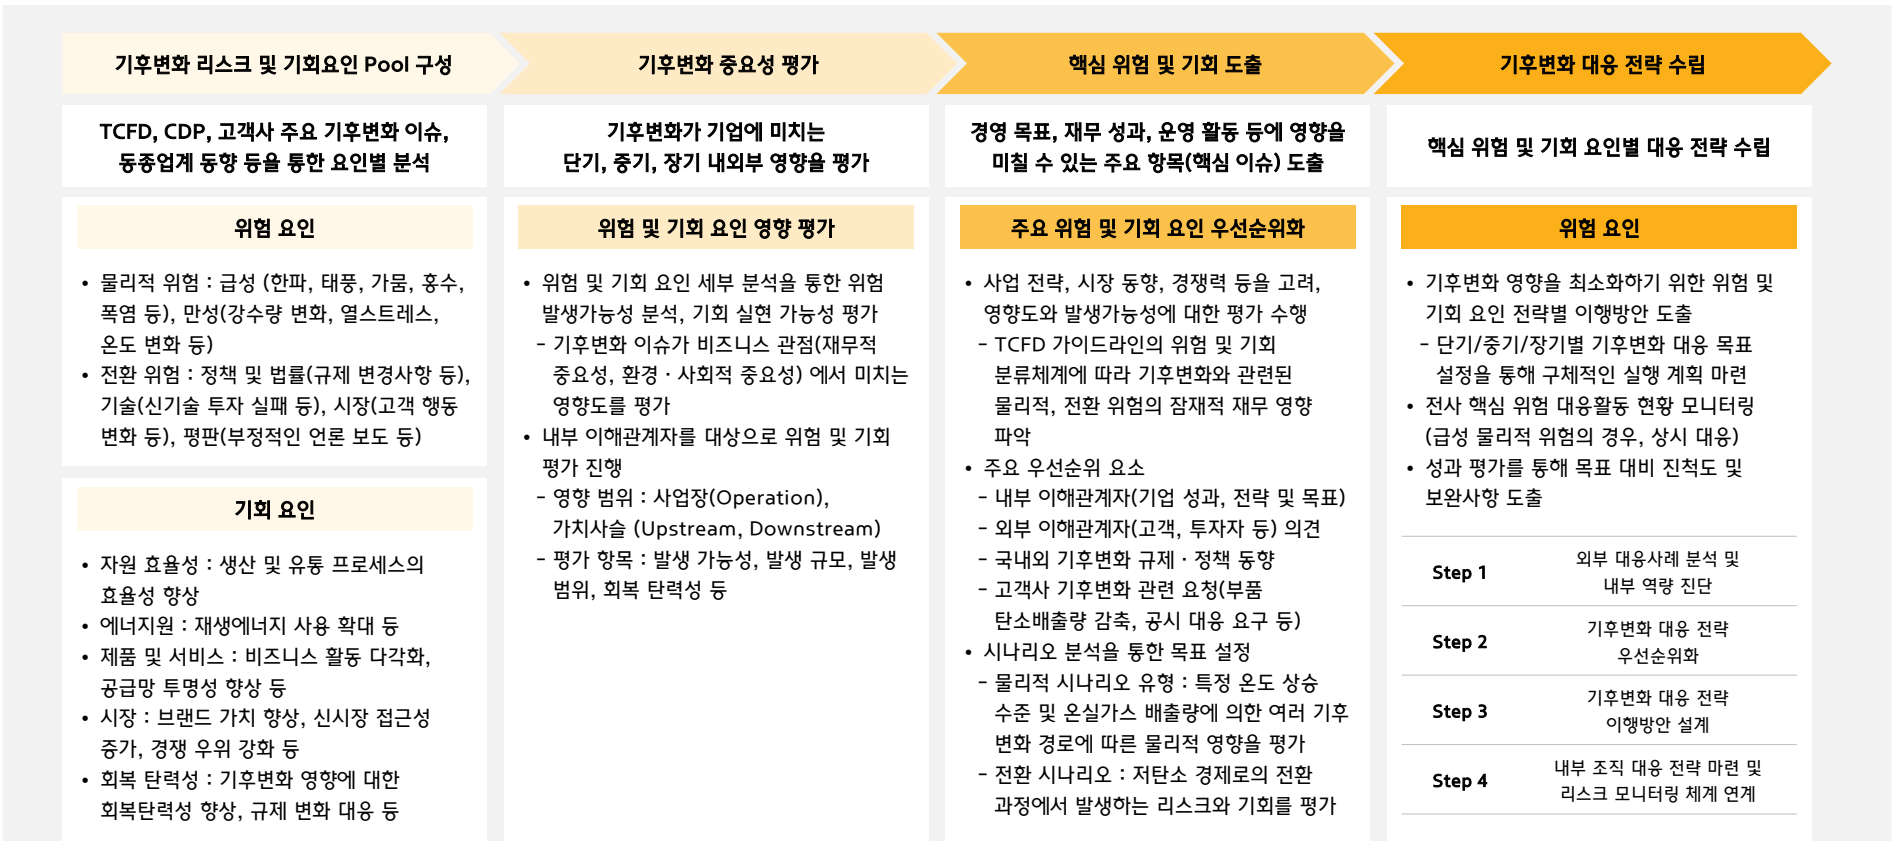 기후변화 리스크 및 기회요인 Pool 구성
기후변화 중요성 평가
핵심 위험 및 기회 도출
기후변화 대응 전략 수립
TCFD, CDP, 고객사 주요 기후변화 이슈,
동종업계 동향 등을 통한 요인별 분석
위험 요인
• 물리적 위험 : 급성 (한파, 태풍, 가뭄, 홍수,
폭염 등), 만성(강수량 변화, 열스트레스,
온도 변화 등)
• 전환 위험 : 정책 및 법률(규제 변경사항 등),
기술(신기술 투자 실패 등), 시장(고객 행동
변화 등), 평판(부정적인 언론 보도 등)
기회 요인
• 자원 효율성 : 생산 및 유통 프로세스의
효율성 향상
• 에너지원 : 재생에너지 사용 확대 등
• 제품 및 서비스 : 비즈니스 활동 다각화,
공급망 투명성 향상 등
• 시장 : 브랜드 가치 향상, 신시장 접근성
증가, 경쟁 우위 강화 등
• 회복 탄력성 : 기후변화 영향에 대한
회복탄력성 향상, 규제 변화 대응 등
기후변화가 기업에 미치는
단기, 중기, 장기 내외부 영향을 평가
위험 및 기회 요인 영향 평가
• 위험 및 기회 요인 세부 분석을 통한 위험
발생가능성 분석, 기회 실현 가능성 평가
- 기후변화 이슈가 비즈니스 관점(재무적
중요성, 환경 · 사회적 중요성) 에서 미치는
영향도를 평가
• 내부 이해관계자를 대상으로 위험 및 기회
평가 진행
- 영향 범위 : 사업장(Operation),
가치사슬 (Upstream, Downstream)
- 평가 항목 : 발생 가능성, 발생 규모, 발생
범위, 회복 탄력성 등
경영 목표, 재무 성과, 운영 활동 등에 영향을
미칠 수 있는 주요 항목(핵심 이슈) 도출
주요 위험 및 기회 요인 우선순위화
• 사업 전략, 시장 동향, 경쟁력 등을 고려,
영향도와 발생가능성에 대한 평가 수행
- TCFD 가이드라인의 위험 및 기회
분류체계에 따라 기후변화와 관련된
물리적, 전환 위험의 잠재적 재무 영향
파악
• 주요 우선순위 요소
- 내부 이해관계자(기업 성과, 전략 및 목표)
- 외부 이해관계자(고객, 투자자 등) 의견
- 국내외 기후변화 규제 · 정책 동향
- 고객사 기후변화 관련 요청(부품
탄소배출량 감축, 공시 대응 요구 등)
• 시나리오 분석을 통한 목표 설정
- 물리적 시나리오 유형 : 특정 온도 상승
수준 및 온실가스 배출량에 의한 여러 기후
변화 경로에 따른 물리적 영향을 평가
- 전환 시나리오 : 저탄소 경제로의 전환
과정에서 발생하는 리스크와 기회를 평가
핵심 위험 및 기회 요인별 대응 전략 수립
위험 요인
• 기후변화 영향을 최소화하기 위한 위험 및
기회 요인 전략별 이행방안 도출
- 단기/중기/장기별 기후변화 대응 목표
설정을 통해 구체적인 실행 계획 마련
• 전사 핵심 위험 대응활동 현황 모니터링
(급성 물리적 위험의 경우, 상시 대응)
• 성과 평가를 통해 목표 대비 진척도 및
보완사항 도출
Step 1
외부 대응사례 분석 및
내부 역량 진단
Step 2
기후변화 대응 전략
우선순위화
Step 3
기후변화 대응 전략
이행방안 설계
Step 4
내부 조직 대응 전략 마련 및
리스크 모니터링 체계 연계